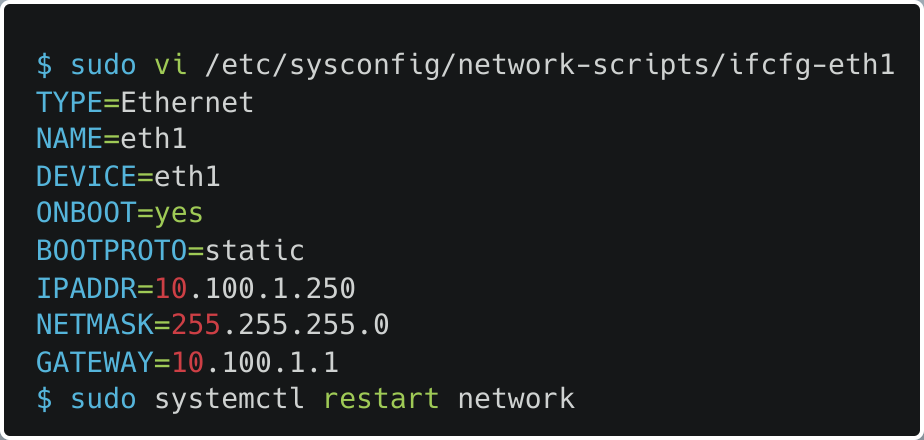 $ sudo vi /etc/sysconfig/network-scripts/ifcfg-eth1
TYPE=Ethernet
NAME=eth1
DEVICE=eth1
ONBOOT=yes
BOOTPROTO=static
IPADDR=10.100.1.250
NETMASK=255.255.255.0
GATEWAY=10.100.1.1
$ sudo systemctl restart network